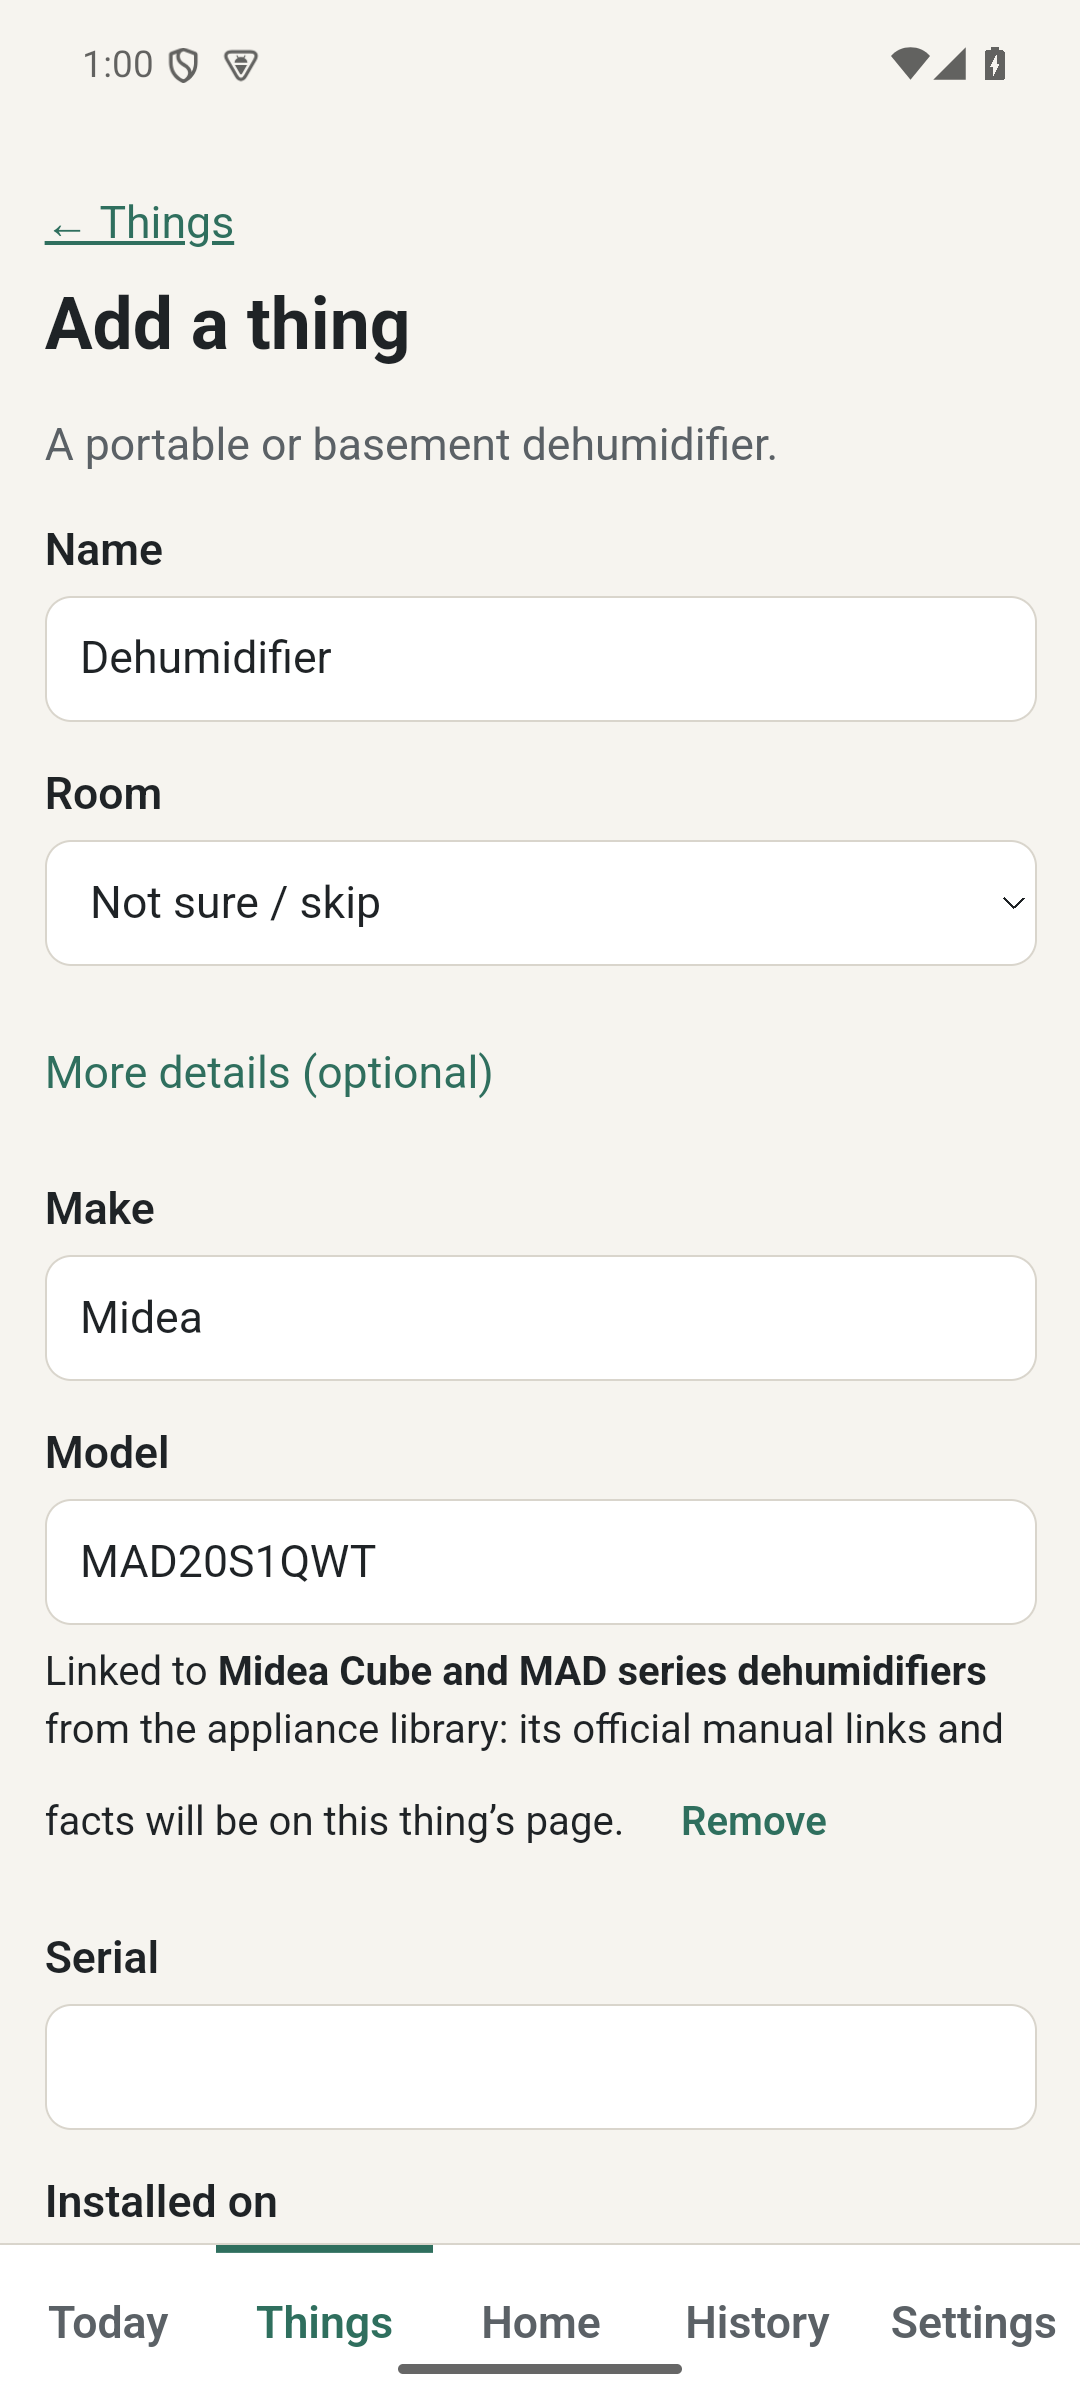 1:00
← Things
Add a thing
A portable or basement dehumidifier.
Name
Dehumidifier
Room
Not sure / skip
More details (optional)
Make
Midea
Model
MAD20S1QWT
Linked to Midea Cube and MAD series dehumidifiers
from the appliance library: its official manual links and
facts will be on this thing’s page. Remove
Serial
Installed on
Today Things Home History Settings